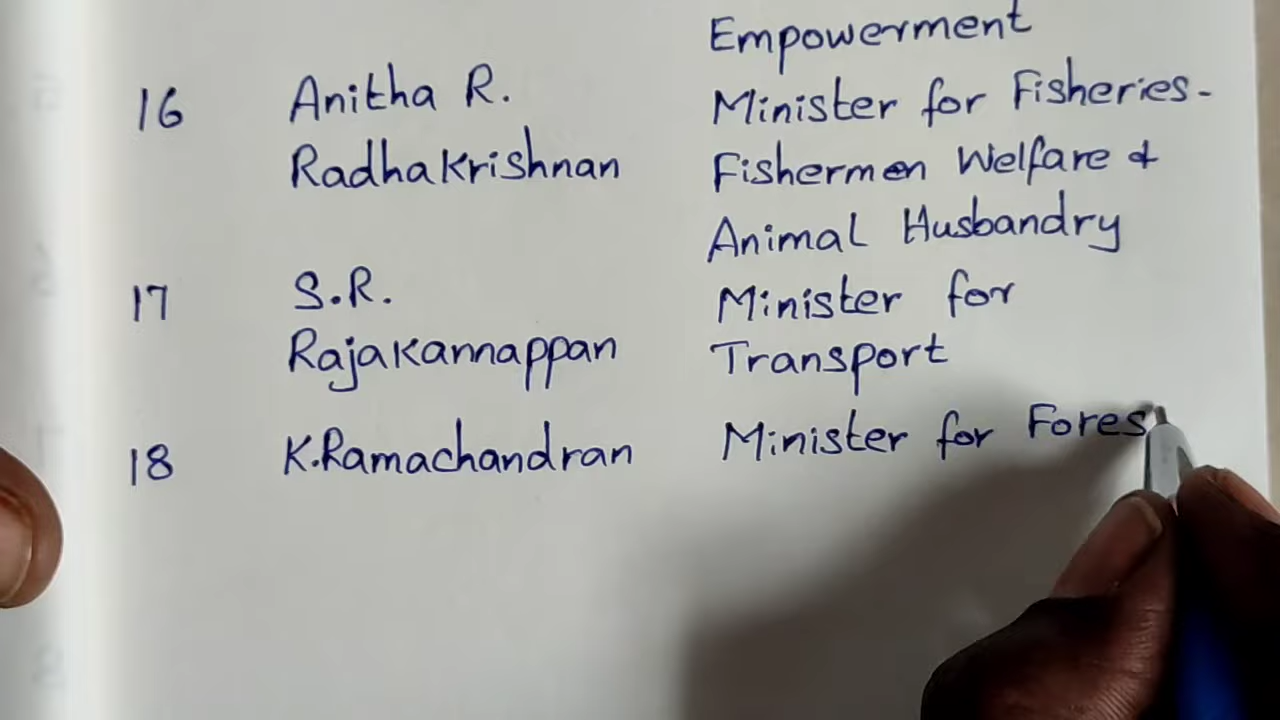 Empowerment
16 Anitha R. Minister for Fisheries-
Radhakrishnan Fishermen Welfare &
Animal Husbandry
17 S.R. Minister for
Rajakannappan Transport
18 K.Ramachandran Minister for Fores